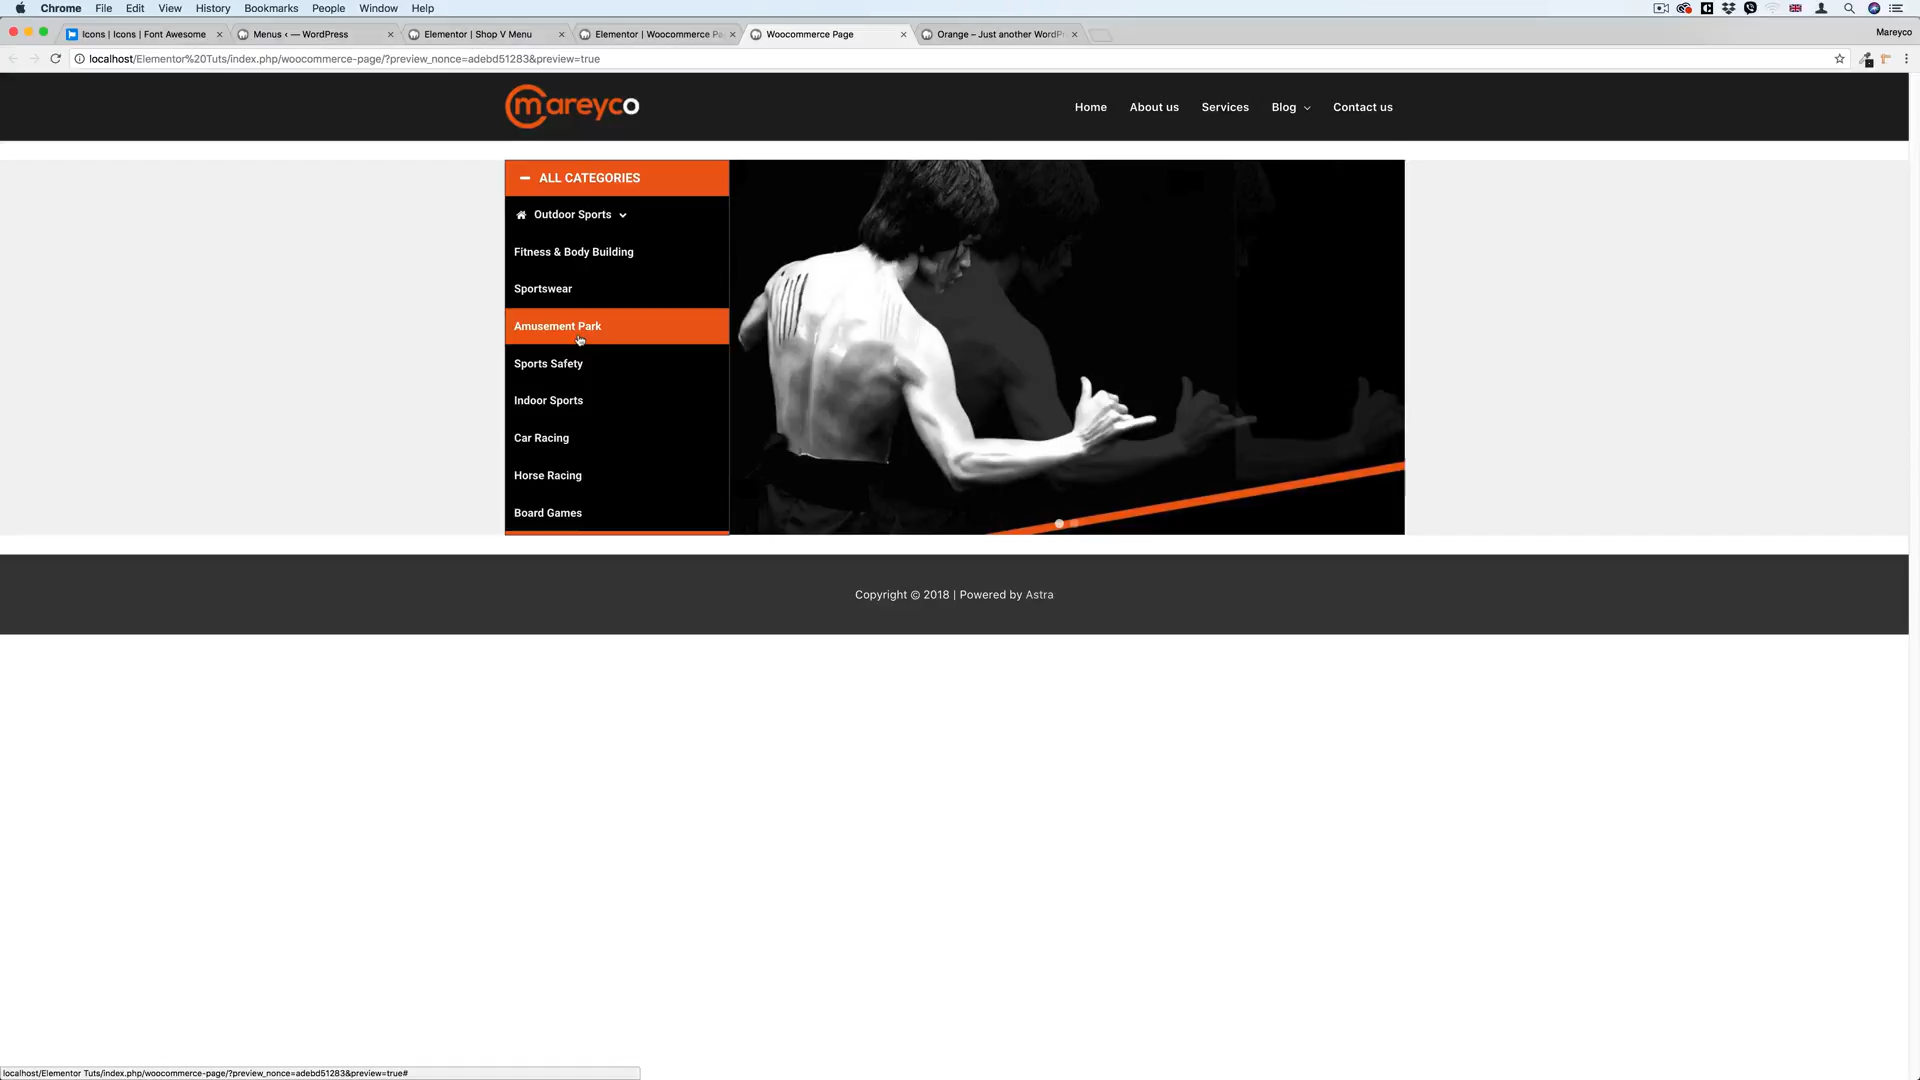 Chrome File Edit View History Bookmarks People Window Help
Icons | Icons | Font Awesome
Menus ‹ — WordPress
Elementor | Shop V Menu
Elementor | Woocommerce Pa
Woocommerce Page
Orange – Just another WordPr
Mareyco
localhost/Elementor%20Tuts/index.php/woocommerce-page/?preview_nonce=adebd51283&preview=true
mareyco
Home About us Services Blog Contact us
ALL CATEGORIES
Outdoor Sports
Fitness & Body Building
Sportswear
Amusement Park
Sports Safety
Indoor Sports
Car Racing
Horse Racing
Board Games
Copyright © 2018 | Powered by Astra
localhost/Elementor Tuts/index.php/woocommerce-page/?preview_nonce=adebd51283&preview=true#